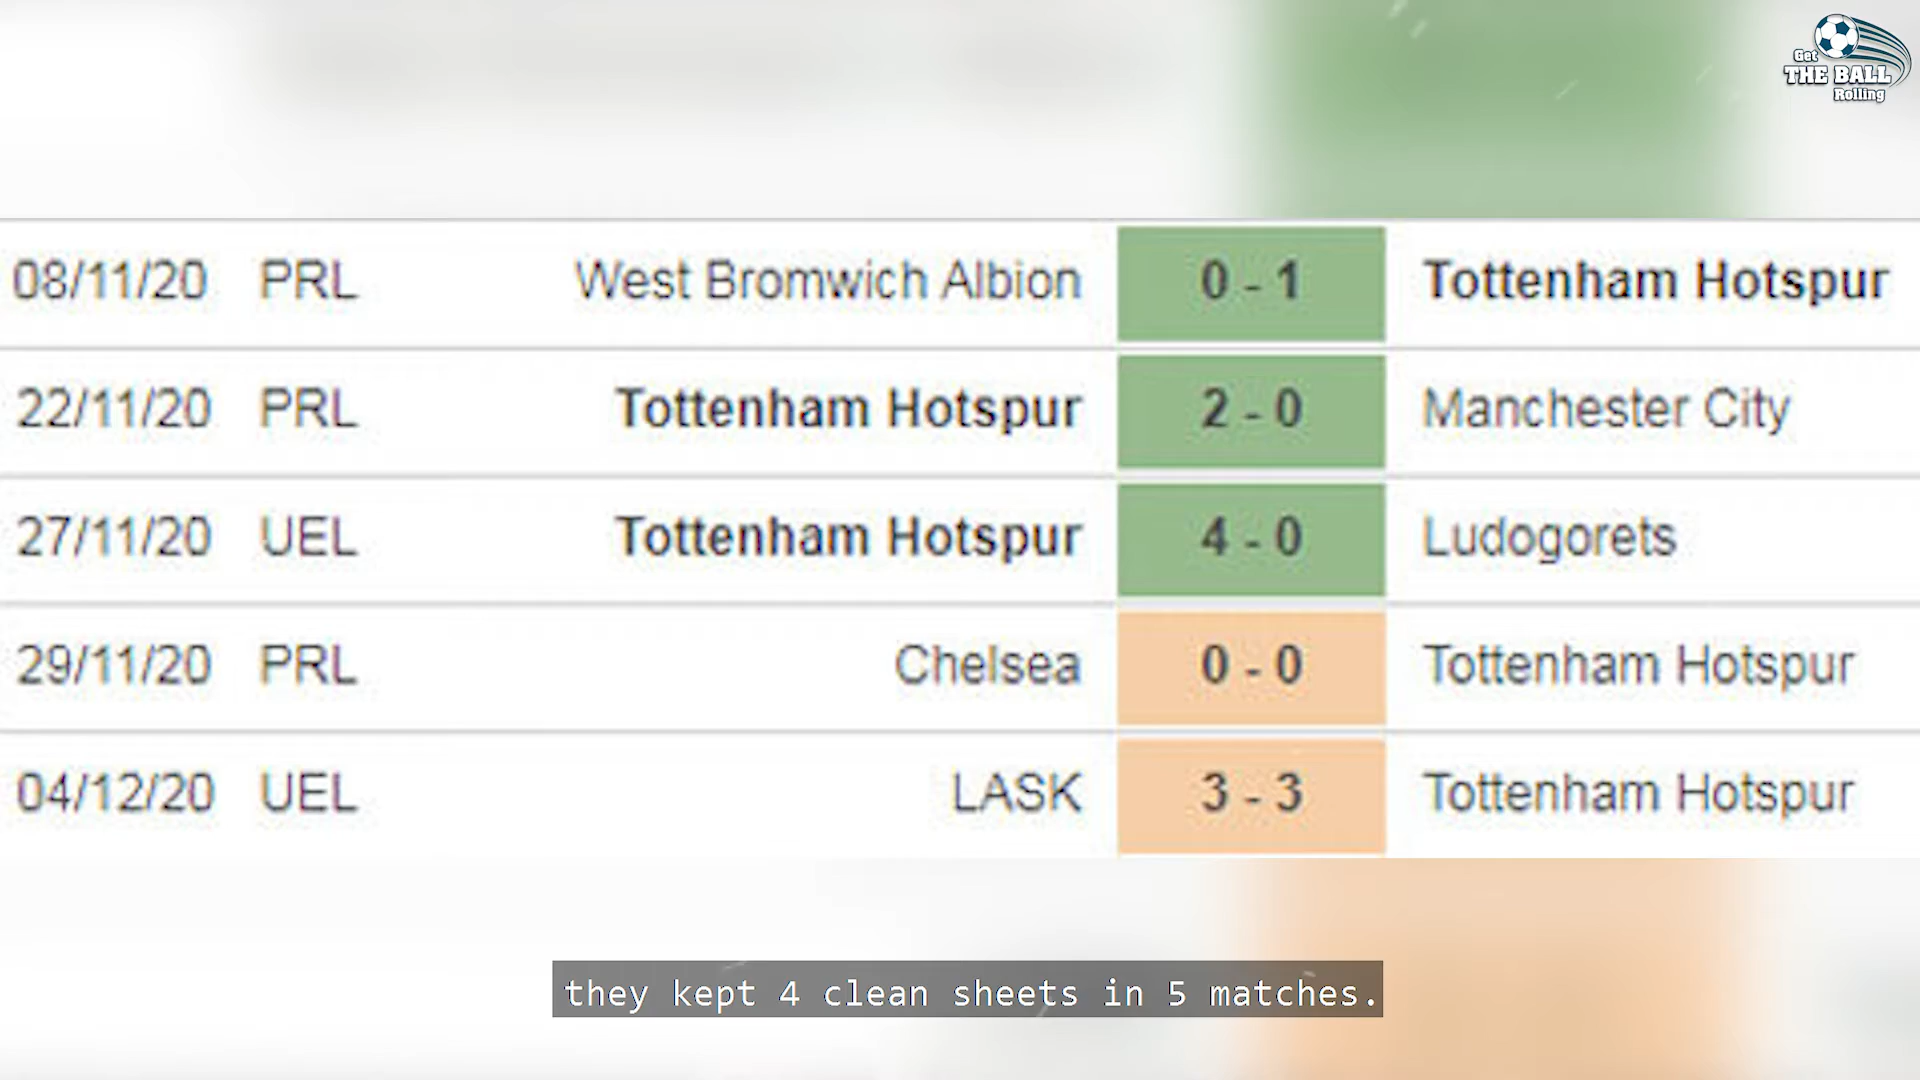 Get
THE BALL
Rolling
08/11/20 PRL West Bromwich Albion 0 - 1 Tottenham Hotspur
22/11/20 PRL Tottenham Hotspur 2 - 0 Manchester City
27/11/20 UEL Tottenham Hotspur 4 - 0 Ludogorets
29/11/20 PRL Chelsea 0 - 0 Tottenham Hotspur
04/12/20 UEL LASK 3 - 3 Tottenham Hotspur
they kept 4 clean sheets in 5 matches.